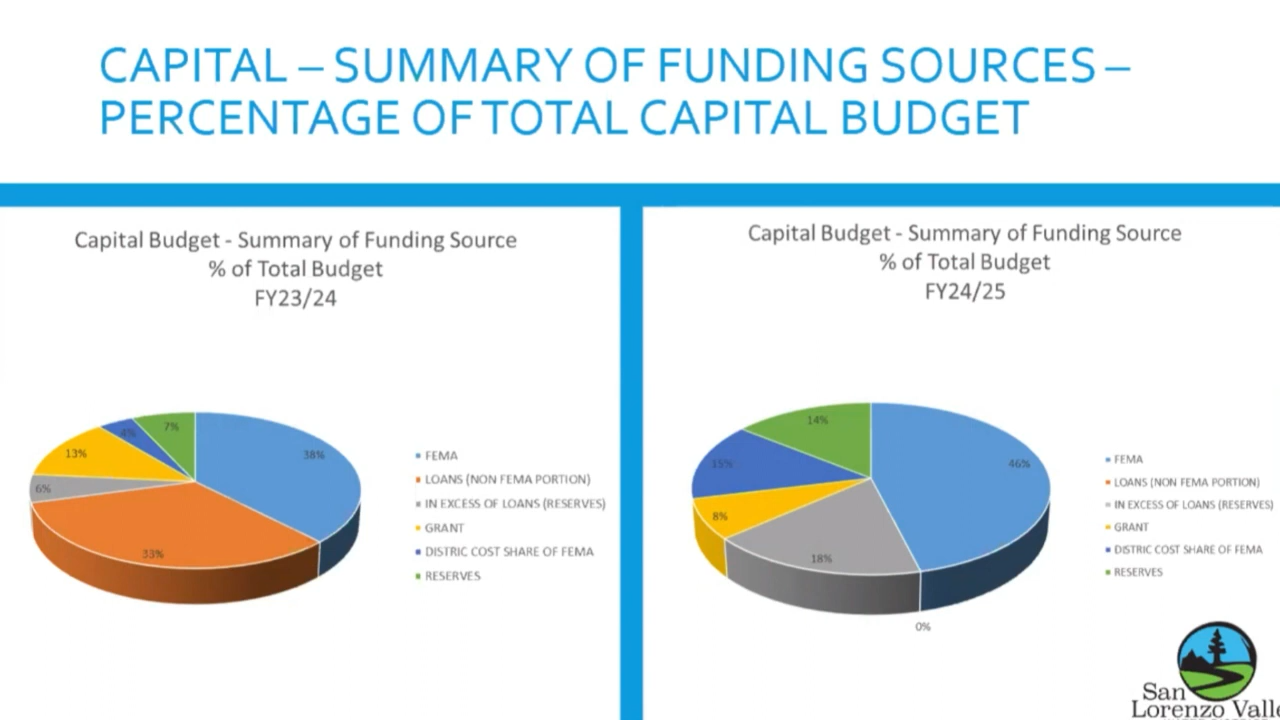 CAPITAL – SUMMARY OF FUNDING SOURCES –
PERCENTAGE OF TOTAL CAPITAL BUDGET
Capital Budget - Summary of Funding Source
% of Total Budget
FY23/24
38%
33%
6%
13%
4%
7%
FEMA
LOANS (NON FEMA PORTION)
IN EXCESS OF LOANS (RESERVES)
GRANT
DISTRIC COST SHARE OF FEMA
RESERVES
Capital Budget - Summary of Funding Source
% of Total Budget
FY24/25
46%
0%
18%
8%
15%
14%
FEMA
LOANS (NON FEMA PORTION)
IN EXCESS OF LOANS (RESERVES)
GRANT
DISTRIC COST SHARE OF FEMA
RESERVES
San
Lorenzo Valle